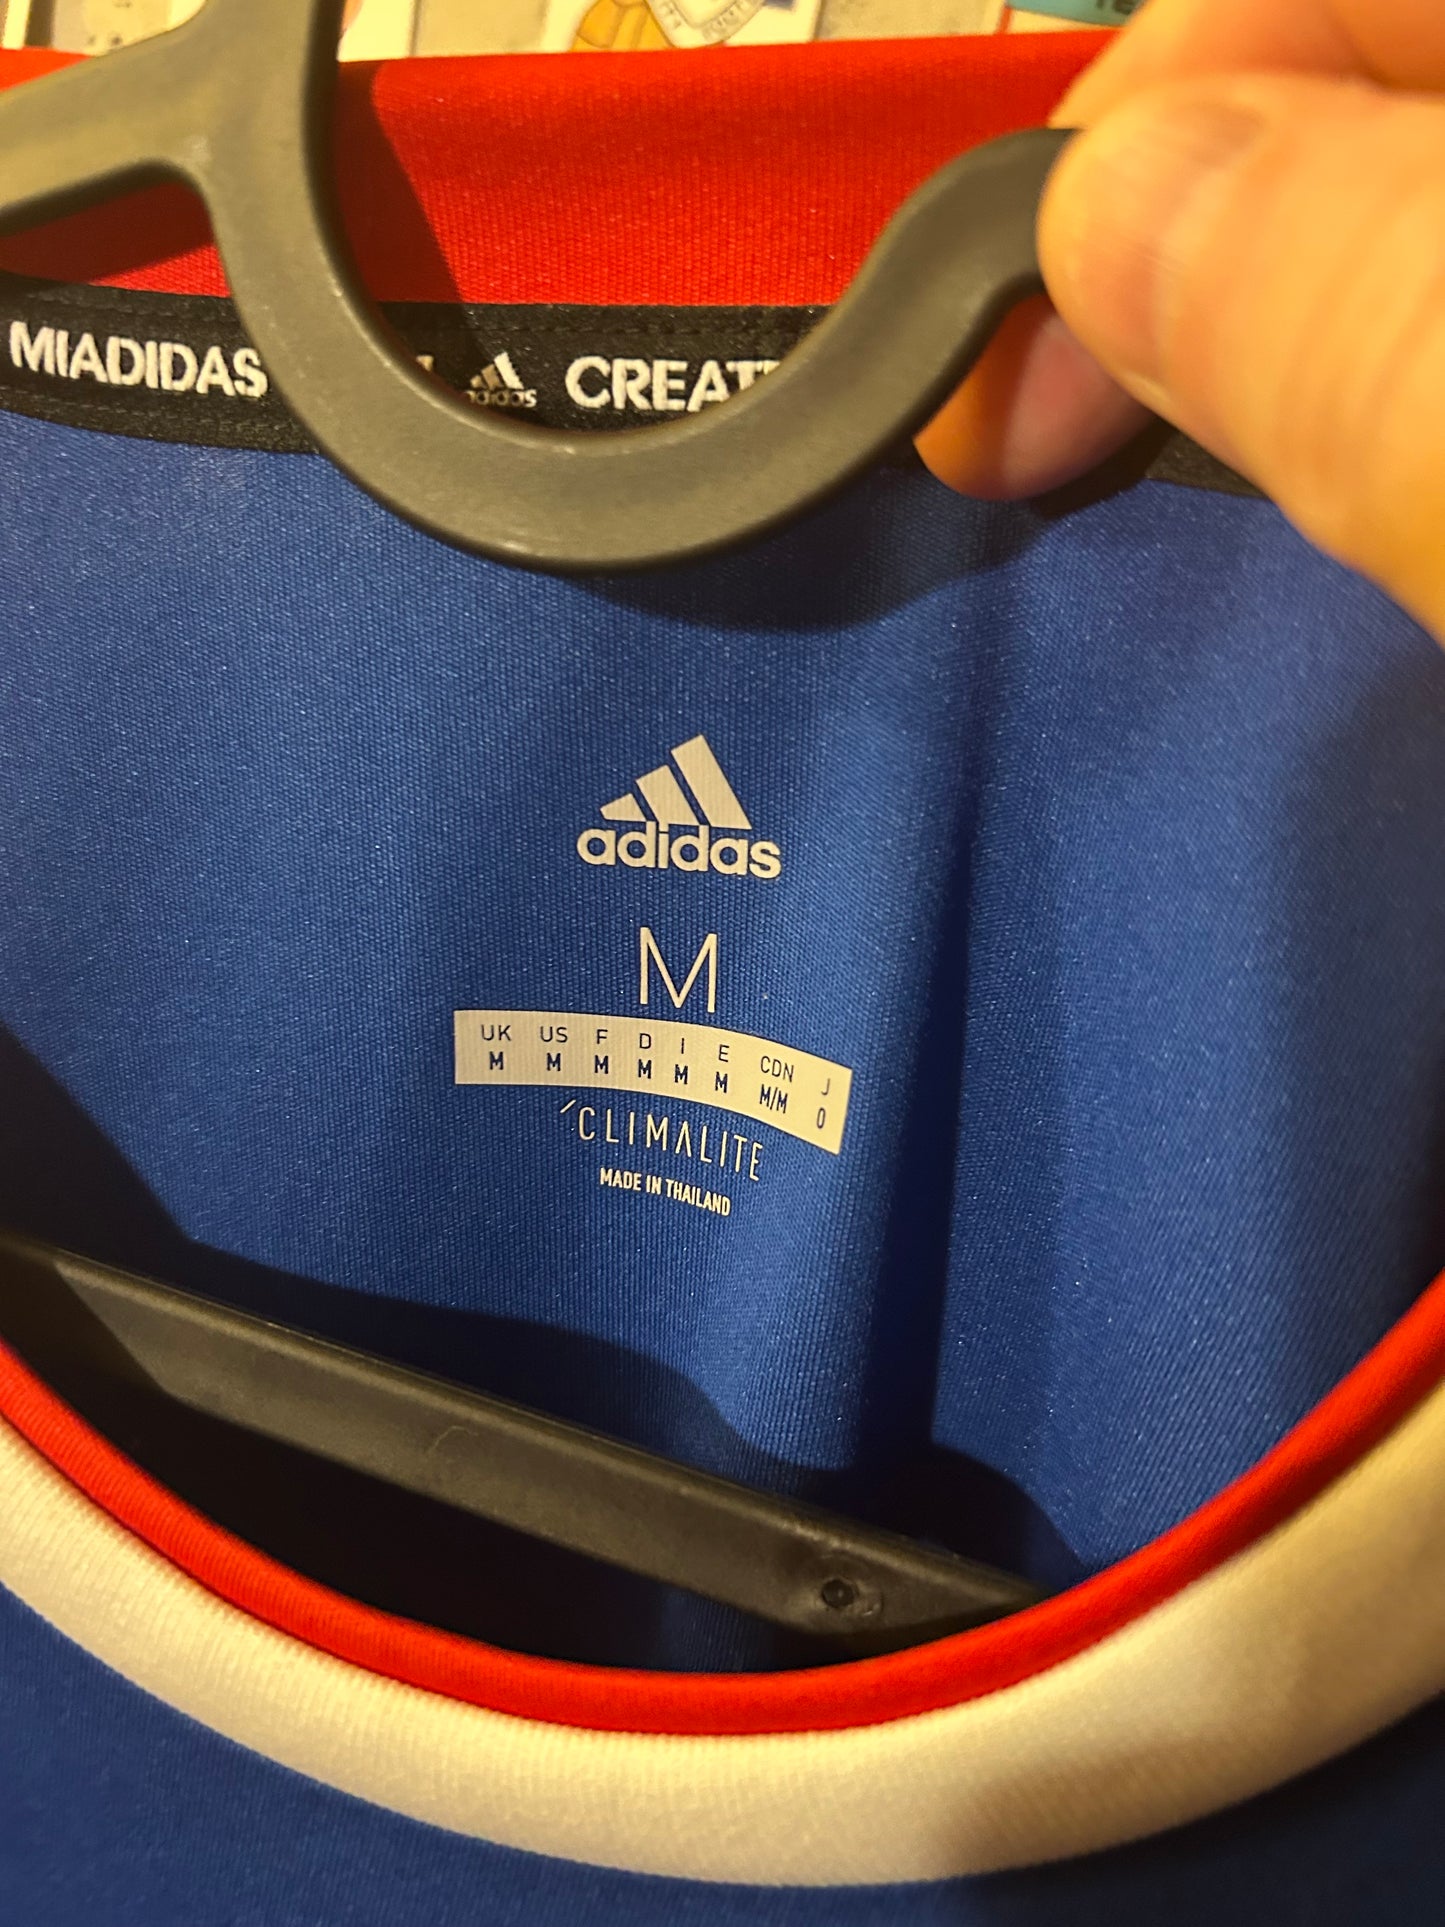 MIADIDAS
adidas
CREAT
adidas
M
UK US F D I E CDN J
M M M M M M M/M O
CLIMALITE
MADE IN THAILAND